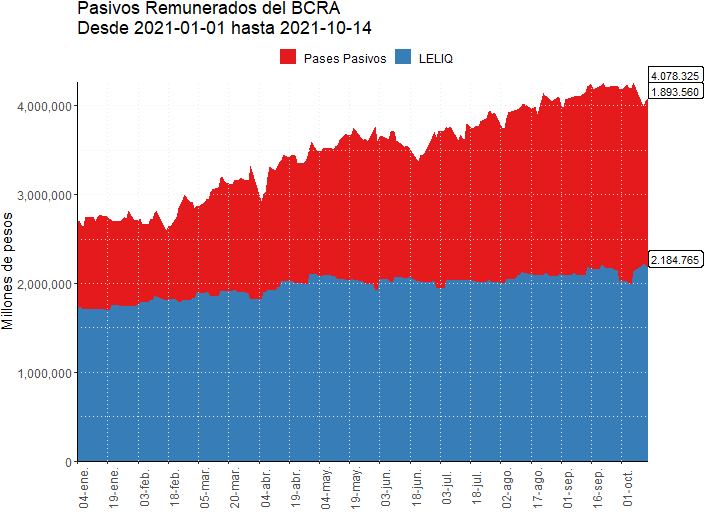 Pasivos Remunerados del BCRA
Desde 2021-01-01 hasta 2021-10-14
Pases Pasivos LELIQ
4.078.325
1.893.560
2.184.765
Millones de pesos
4,000,000
3,000,000
2,000,000
1,000,000
0
04-ene.
19-ene.
03-feb.
18-feb.
05-mar.
20-mar.
04-abr.
19-abr.
04-may.
19-may.
03-jun.
18-jun.
03-jul.
18-jul.
02-ago.
17-ago.
01-sep.
16-sep.
01-oct.